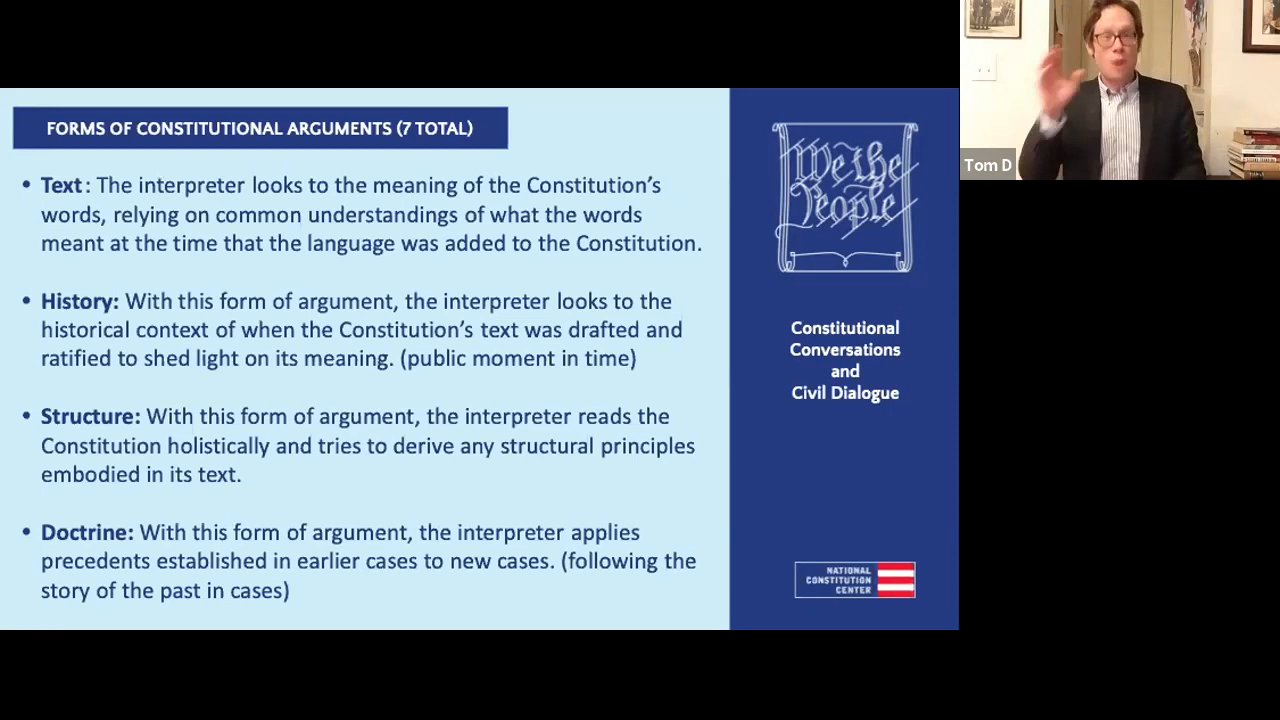 FORMS OF CONSTITUTIONAL ARGUMENTS (7 TOTAL)
• Text: The interpreter looks to the meaning of the Constitution's
words, relying on common understandings of what the words
meant at the time that the language was added to the Constitution.
• History: With this form of argument, the interpreter looks to the
historical context of when the Constitution's text was drafted and
ratified to shed light on its meaning. (public moment in time)
• Structure: With this form of argument, the interpreter reads the
Constitution holistically and tries to derive any structural principles
embodied in its text.
• Doctrine: With this form of argument, the interpreter applies
precedents established in earlier cases to new cases. (following the
story of the past in cases)
We the
People
Constitutional
Conversations
and
Civil Dialogue
NATIONAL
CONSTITUTION
CENTER
Tom D